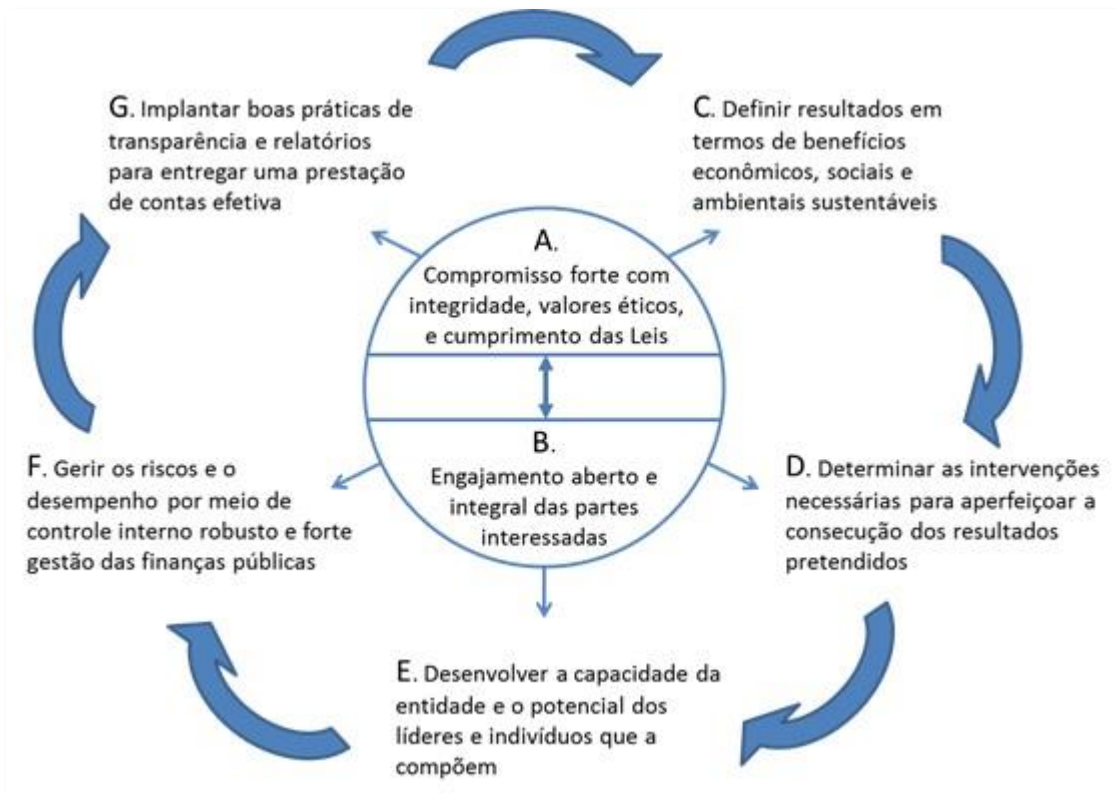 G. Implantar boas práticas de
transparência e relatórios
para entregar uma prestação
de contas efetiva
C. Definir resultados em
termos de benefícios
econômicos, sociais e
ambientais sustentáveis
A.
Compromisso forte com
integridade, valores éticos,
e cumprimento das Leis
B.
Engajamento aberto e
integral das partes
interessadas
F. Gerir os riscos e o
desempenho por meio de
controle interno robusto e forte
gestão das finanças públicas
D. Determinar as intervenções
necessárias para aperfeiçoar a
consecução dos resultados
pretendidos
E. Desenvolver a capacidade da
entidade e o potencial dos
líderes e indivíduos que a
compõem